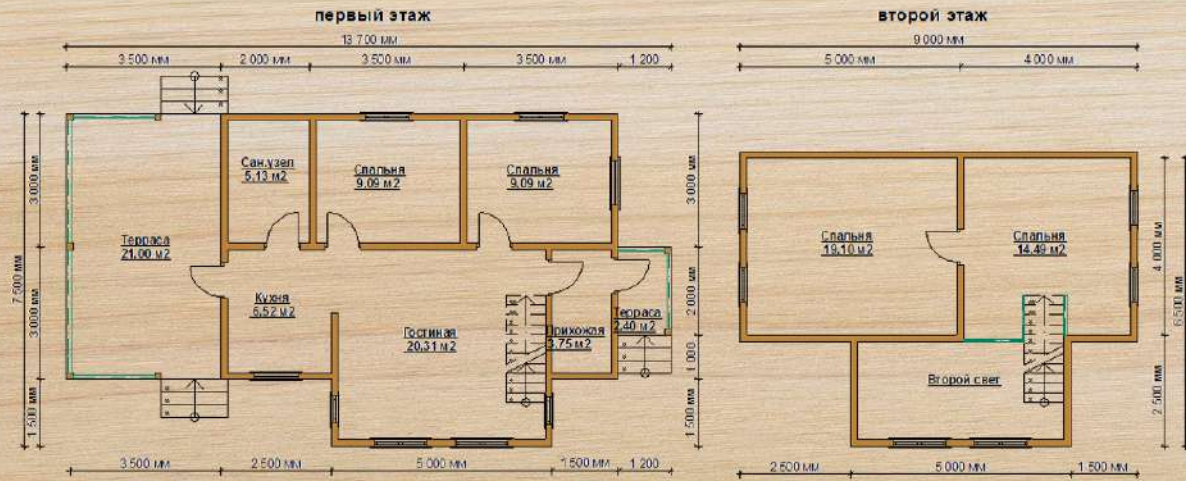 первый этаж
второй этаж
13 700 мм
9 000 мм
3 500 мм
2 000 мм
3 500 мм
3 500 мм
1 200
5 000 мм
4 000 мм
7 500 мм
3 000 мм
3 000 мм
1 500 мм
Терраса
21.00 м2
Сан.узел
5.13 м2
Спальня
9.09 м2
Спальня
9.09 м2
Кухня
6.52 м2
Гостиная
20.31 м2
Прихожая
3.75 м2
Терраса
2.40 м2
3 000 мм
2 000 мм
1 000
1 500 мм
Спальня
19.10 м2
Спальня
14.49 м2
Второй свет
4 000 мм
2 500 мм
6 500 мм
3 500 мм
2 500 мм
5 000 мм
1 500 мм
1 200
2 500 мм
5 000 мм
1 500 мм